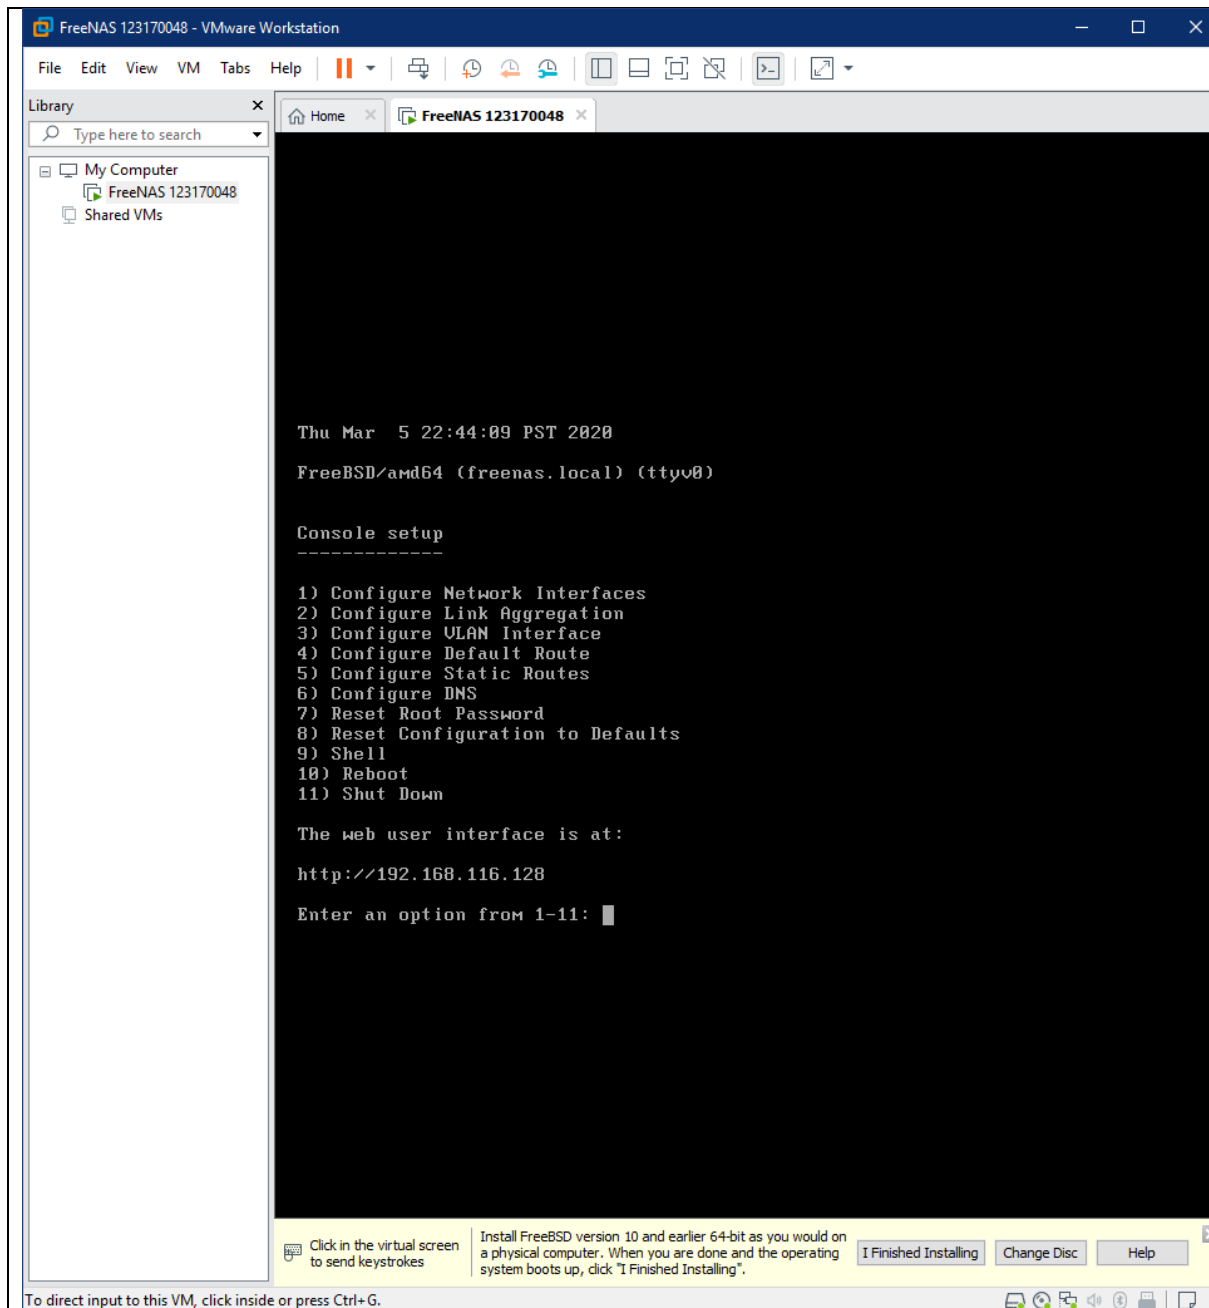 FreeNAS 123170048 - VMware Workstation
File Edit View VM Tabs Help
Library
Type here to search
My Computer
FreeNAS 123170048
Shared VMs
Home
FreeNAS 123170048
Thu Mar  5 22:44:09 PST 2020
FreeBSD/amd64 (freenas.local) (ttyv0)
Console setup
-------------
1) Configure Network Interfaces
2) Configure Link Aggregation
3) Configure VLAN Interface
4) Configure Default Route
5) Configure Static Routes
6) Configure DNS
7) Reset Root Password
8) Reset Configuration to Defaults
9) Shell
10) Reboot
11) Shut Down
The web user interface is at:
http://192.168.116.128
Enter an option from 1-11:
Click in the virtual screen
to send keystrokes
Install FreeBSD version 10 and earlier 64-bit as you would on
a physical computer. When you are done and the operating
system boots up, click "I Finished Installing".
I Finished Installing
Change Disc
Help
To direct input to this VM, click inside or press Ctrl+G.